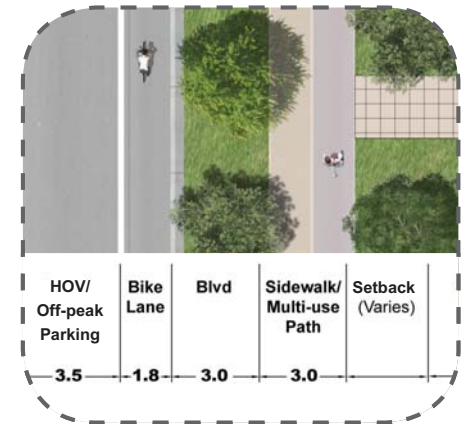 HOV/
Off-peak
Parking
Bike
Lane
Blvd
Sidewalk/
Multi-use
Path
Setback
(Varies)
3.5
1.8
3.0
3.0